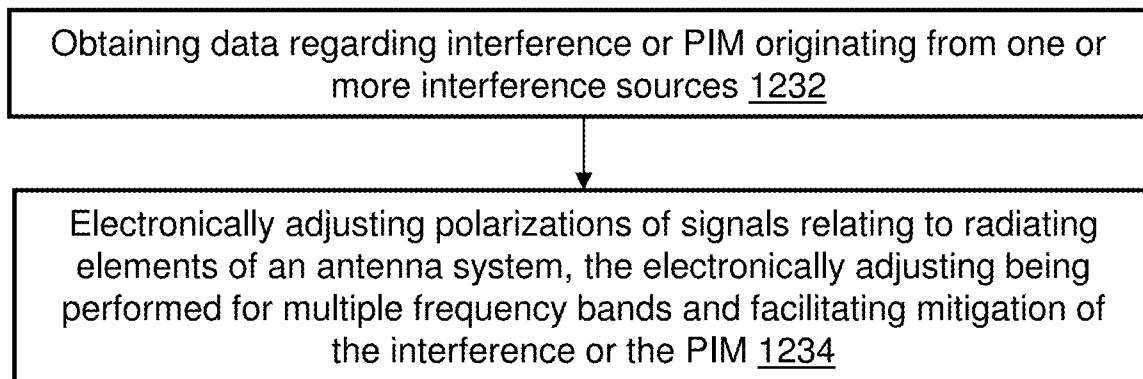 Obtaining data regarding interference or PIM originating from one or
more interference sources 1232
Electronically adjusting polarizations of signals relating to radiating
elements of an antenna system, the electronically adjusting being
performed for multiple frequency bands and facilitating mitigation of
the interference or the PIM 1234